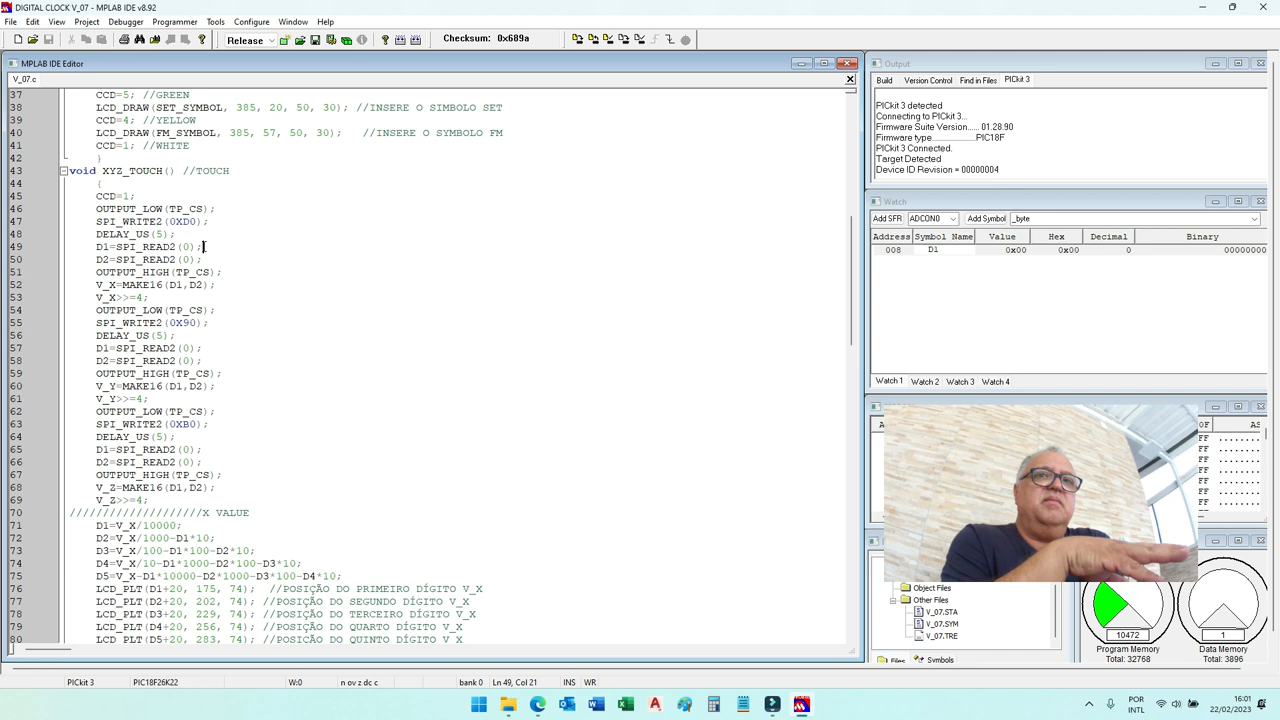 DIGITAL CLOCK V_07 - MPLAB IDE v8.92
File Edit View Project Debugger Programmer Tools Configure Window Help
Release Checksum: 0x689a
MPLAB IDE Editor
V_07.c
37 CCD=5; //GREEN
38 LCD_DRAW(SET_SYMBOL, 385, 20, 50, 30); //INSERE O SIMBOLO SET
39 CCD=4; //YELLOW
40 LCD_DRAW(FM_SYMBOL, 385, 57, 50, 30); //INSERE O SYMBOLO FM
41 CCD=1; //WHITE
42 }
43 void XYZ_TOUCH() //TOUCH
44 {
45 CCD=1;
46 OUTPUT_LOW(TP_CS);
47 SPI_WRITE2(0XD0);
48 DELAY_US(5);
49 D1=SPI_READ2(0);
50 D2=SPI_READ2(0);
51 OUTPUT_HIGH(TP_CS);
52 V_X=MAKE16(D1,D2);
53 V_X>>=4;
54 OUTPUT_LOW(TP_CS);
55 SPI_WRITE2(0X90);
56 DELAY_US(5);
57 D1=SPI_READ2(0);
58 D2=SPI_READ2(0);
59 OUTPUT_HIGH(TP_CS);
60 V_Y=MAKE16(D1,D2);
61 V_Y>>=4;
62 OUTPUT_LOW(TP_CS);
63 SPI_WRITE2(0XB0);
64 DELAY_US(5);
65 D1=SPI_READ2(0);
66 D2=SPI_READ2(0);
67 OUTPUT_HIGH(TP_CS);
68 V_Z=MAKE16(D1,D2);
69 V_Z>>=4;
70 ////////////////////X VALUE
71 D1=V_X/10000;
72 D2=V_X/1000-D1*10;
73 D3=V_X/100-D1*100-D2*10;
74 D4=V_X/10-D1*1000-D2*100-D3*10;
75 D5=V_X-D1*10000-D2*1000-D3*100-D4*10;
76 LCD_PLT(D1+20, 175, 74); //POSIÇÃO DO PRIMEIRO DÍGITO V_X
77 LCD_PLT(D2+20, 202, 74); //POSIÇÃO DO SEGUNDO DÍGITO V_X
78 LCD_PLT(D3+20, 229, 74); //POSIÇÃO DO TERCEIRO DÍGITO V_X
79 LCD_PLT(D4+20, 256, 74); //POSIÇÃO DO QUARTO DÍGITO V_X
80 LCD_PLT(D5+20, 283, 74); //POSIÇÃO DO QUINTO DÍGITO V_X
Output
Build Version Control Find in Files PICkit 3
PICkit 3 detected
Connecting to PICkit 3...
Firmware Suite Version...... 01.28.90
Firmware type......................PIC18F
PICkit 3 Connected.
Target Detected
Device ID Revision = 00000004
Watch
Add SFR ADCON0 Add Symbol _byte
Address Symbol Name Value Hex Decimal Binary
008 D1 0x00 0x00 0 00000000
Watch 1 Watch 2 Watch 3 Watch 4
0F AS
FF ........
FF ........
FF ........
FF ........
FF ........
FF ........
Object Files
Other Files
V_07.STA
V_07.SYM
V_07.TRE
Files Symbols
10472
Program Memory
Total: 32768
1
Data Memory
Total: 3896
PICkit 3 PIC18F26K22 W:0 n ov z dc c bank 0 Ln 49, Col 21 INS WR
POR
INTL
16:01
22/02/2023